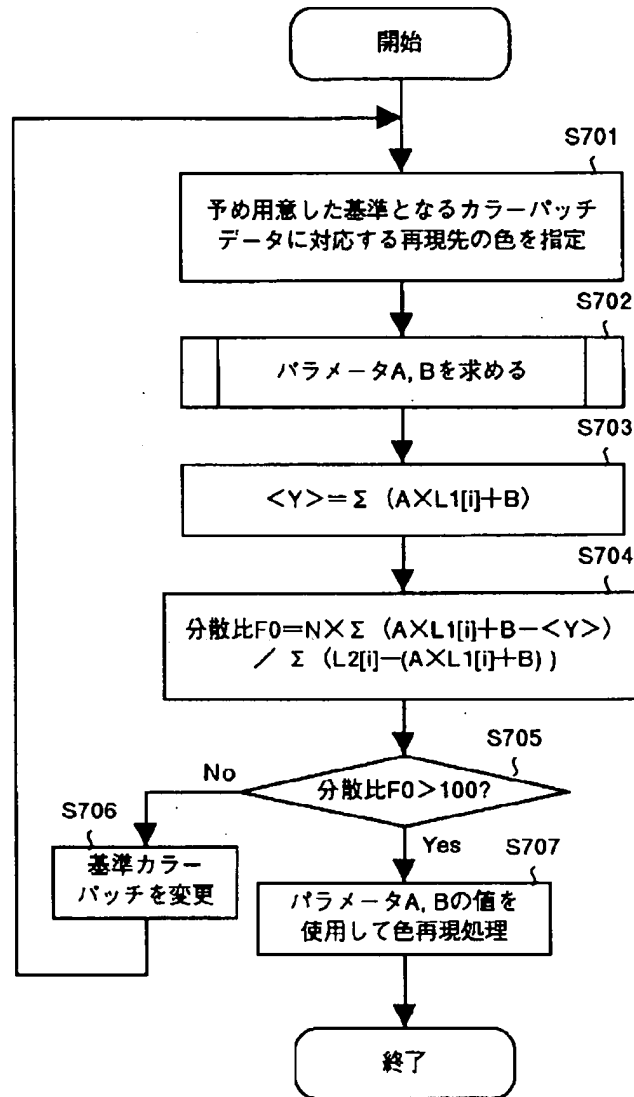 開始
S701
予め用意した基準となるカラーパッチ
データに対応する再現先の色を指定
S702
パラメータA, Bを求める
S703
<Y>=Σ (A×L1[i]+B)
S704
分散比F0=N×Σ (A×L1[i]+B-<Y>)
/ Σ (L2[i]-(A×L1[i]+B) )
S705
分散比F0>100?
No
Yes
S706
基準カラー
パッチを変更
S707
パラメータA, Bの値を
使用して色再現処理
終了